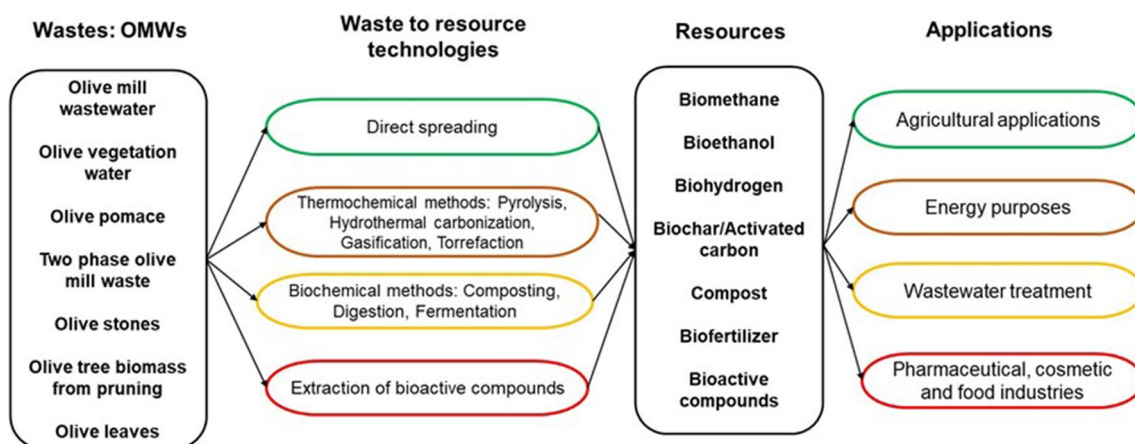 Wastes: OMWs
Olive mill
wastewater
Olive vegetation
water
Olive pomace
Two phase olive
mill waste
Olive stones
Olive tree biomass
from pruning
Olive leaves
Waste to resource
technologies
Direct spreading
Thermochemical methods: Pyrolysis,
Hydrothermal carbonization,
Gasification, Torrefaction
Biochemical methods: Composting,
Digestion, Fermentation
Extraction of bioactive compounds
Resources
Biomethane
Bioethanol
Biohydrogen
Biochar/Activated
carbon
Compost
Biofertilizer
Bioactive
compounds
Applications
Agricultural applications
Energy purposes
Wastewater treatment
Pharmaceutical, cosmetic
and food industries